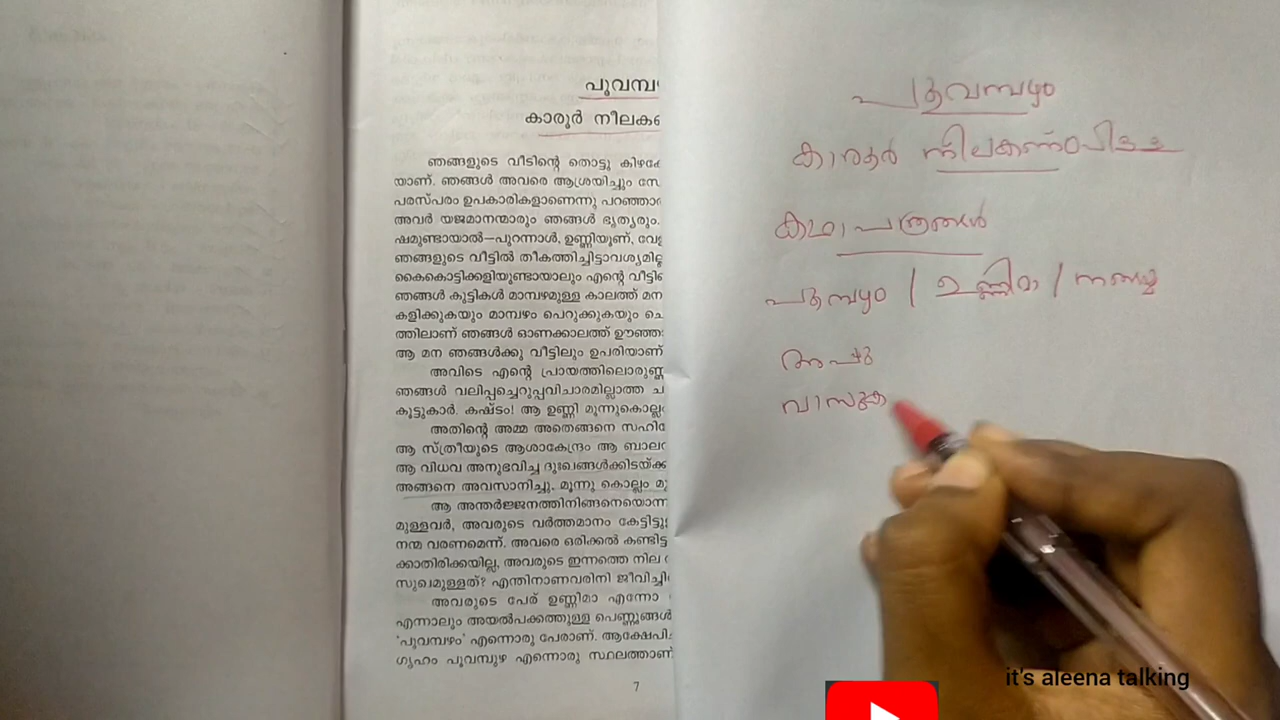 പൂവമ്പഴ
കാരൂർ നീലകണ്
ഞങ്ങളുടെ വീടിന്റെ തൊട്ടു കിഴക്കേ
യാണ്. ഞങ്ങൾ അവരെ ആശ്രയിച്ചും സേ
പരസ്പരം ഉപകാരികളാണെന്നു പറഞ്ഞാ
അവർ യജമാനന്മാരും ഞങ്ങൾ ഭൃത്യരും.
ഷമുണ്ടായാൽ—പുറന്നാൾ, ഉണ്ണിയൂണ്, വേളി
ഞങ്ങളുടെ വീട്ടിൽ തീകത്തിച്ചിട്ടാവശ്യമില്ല
കൈകൊട്ടിക്കളിയുണ്ടായാലും എന്റെ വീട്ടി
ഞങ്ങൾ കുട്ടികൾ മാമ്പഴമുള്ള കാലത്ത് മന
കളിക്കുകയും മാമ്പഴം പെറുക്കുകയും ചെ
ത്തിലാണ് ഞങ്ങൾ ഓണക്കാലത്ത് ഊഞ്ഞാ
ആ മന ഞങ്ങൾക്കു വീട്ടിലും ഉപരിയാണ്
അവിടെ എന്റെ പ്രായത്തിലൊരുണ്ണ
ഞങ്ങൾ വലിപ്പച്ചെറുപ്പവിചാരമില്ലാത്ത ച
കൂട്ടുകാർ. കഷ്ടം! ആ ഉണ്ണി മൂന്നുകൊല്ലം
അതിന്റെ അമ്മ അതെങ്ങനെ സഹി
ആ സ്ത്രീയുടെ ആശാകേന്ദ്രം ആ ബാല
ആ വിധവ അനുഭവിച്ച ദുഃഖങ്ങൾക്കിടയ്ക്ക
അങ്ങനെ അവസാനിച്ചു. മൂന്നു കൊല്ലം മു
ആ അന്തർജ്ജനത്തിനിങ്ങനെയൊന്ന
മുള്ളവർ, അവരുടെ വർത്തമാനം കേട്ടിട്ടു
നന്മ വരണമെന്ന്. അവരെ ഒരിക്കൽ കണ്ടിട്ട
ക്കാതിരിക്കയില്ല, അവരുടെ ഇന്നത്തെ നില
സുഖമുള്ളത്? എന്തിനാണവരിനി ജീവിച്ചി
അവരുടെ പേര് ഉണ്ണിമാ എന്നോ
എന്നാലും അയൽപക്കത്തുള്ള പെണ്ണുങ്ങൾ
'പൂവമ്പഴം' എന്നൊരു പേരാണ്. ആക്ഷേപി
ഗൃഹം പൂവമ്പുഴ എന്നൊരു സ്ഥലത്താണ്
7
പൂവമ്പഴം
കാരൂർ നീലകണ്ഠപിള്ള
കഥാപത്രങ്ങൾ
പൂമ്പഴം / ഉണ്ണിമാ /
അപ്പു
it's aleena talking